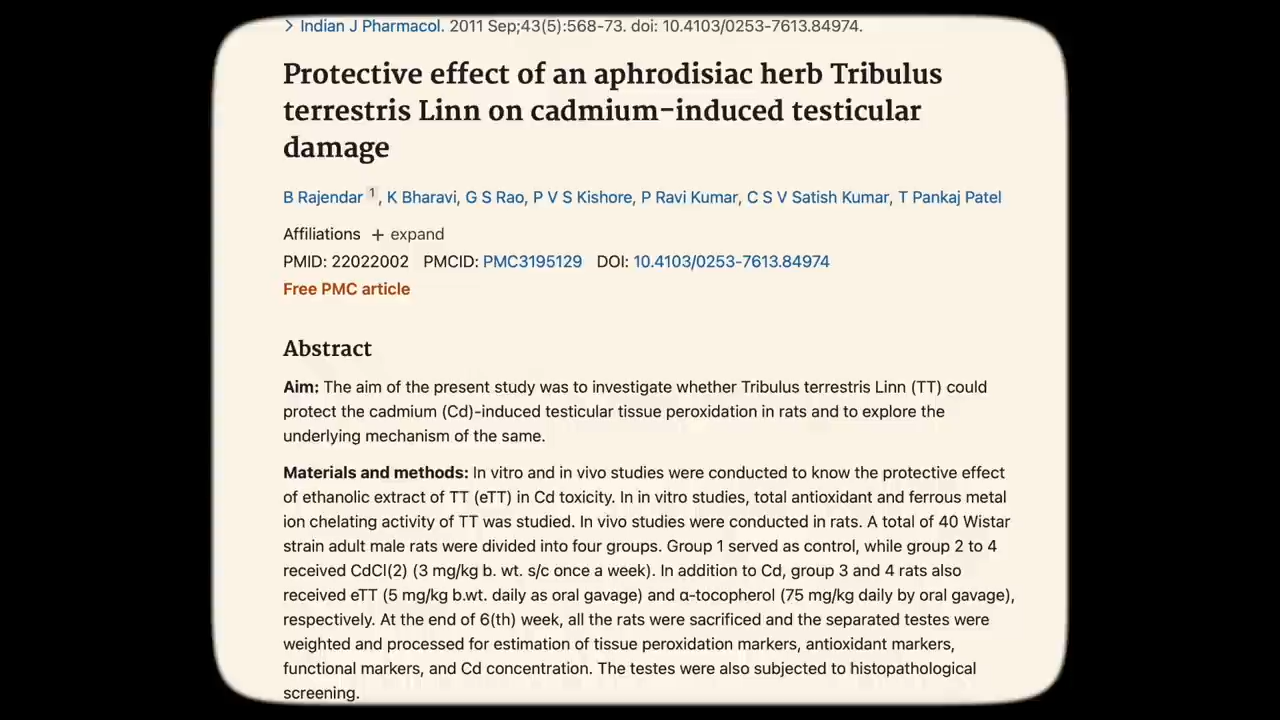 > Indian J Pharmacol. 2011 Sep;43(5):568-73. doi: 10.4103/0253-7613.84974.
Protective effect of an aphrodisiac herb Tribulus
terrestris Linn on cadmium-induced testicular
damage
B Rajendar 1, K Bharavi, G S Rao, P V S Kishore, P Ravi Kumar, C S V Satish Kumar, T Pankaj Patel
Affiliations + expand
PMID: 22022002 PMCID: PMC3195129 DOI: 10.4103/0253-7613.84974
Free PMC article
Abstract
Aim: The aim of the present study was to investigate whether Tribulus terrestris Linn (TT) could
protect the cadmium (Cd)-induced testicular tissue peroxidation in rats and to explore the
underlying mechanism of the same.
Materials and methods: In vitro and in vivo studies were conducted to know the protective effect
of ethanolic extract of TT (eTT) in Cd toxicity. In in vitro studies, total antioxidant and ferrous metal
ion chelating activity of TT was studied. In vivo studies were conducted in rats. A total of 40 Wistar
strain adult male rats were divided into four groups. Group 1 served as control, while group 2 to 4
received CdCl(2) (3 mg/kg b. wt. s/c once a week). In addition to Cd, group 3 and 4 rats also
received eTT (5 mg/kg b.wt. daily as oral gavage) and α-tocopherol (75 mg/kg daily by oral gavage),
respectively. At the end of 6(th) week, all the rats were sacrificed and the separated testes were
weighted and processed for estimation of tissue peroxidation markers, antioxidant markers,
functional markers, and Cd concentration. The testes were also subjected to histopathological
screening.